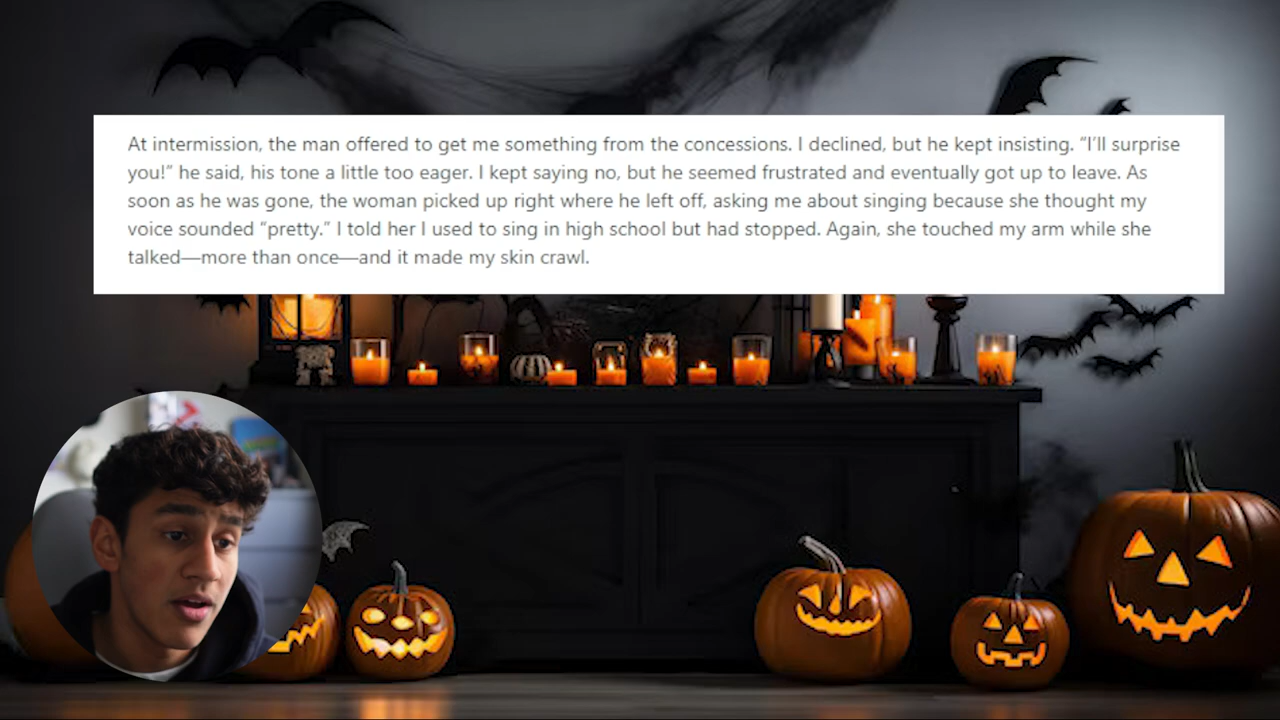 At intermission, the man offered to get me something from the concessions. I declined, but he kept insisting. “I’ll surprise
you!” he said, his tone a little too eager. I kept saying no, but he seemed frustrated and eventually got up to leave. As
soon as he was gone, the woman picked up right where he left off, asking me about singing because she thought my
voice sounded “pretty.” I told her I used to sing in high school but had stopped. Again, she touched my arm while she
talked—more than once—and it made my skin crawl.